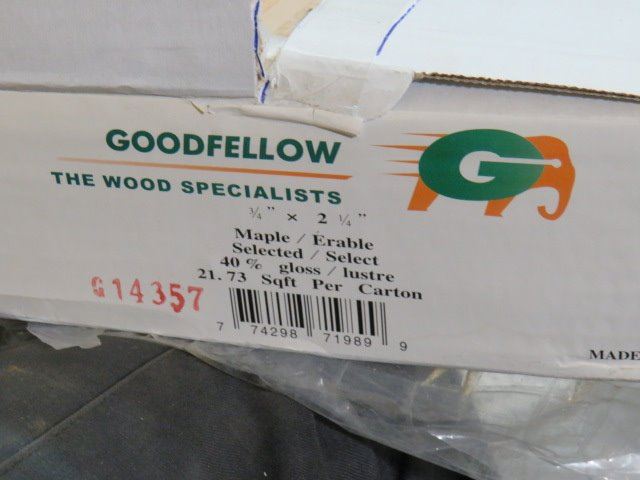 GOODFELLOW
THE WOOD SPECIALISTS
G
3/4" × 2 1/4"
Maple / Érable
Selected / Select
40 % gloss / lustre
21.73 Sqft Per Carton
G14357
7 74298 71989 9
MADE